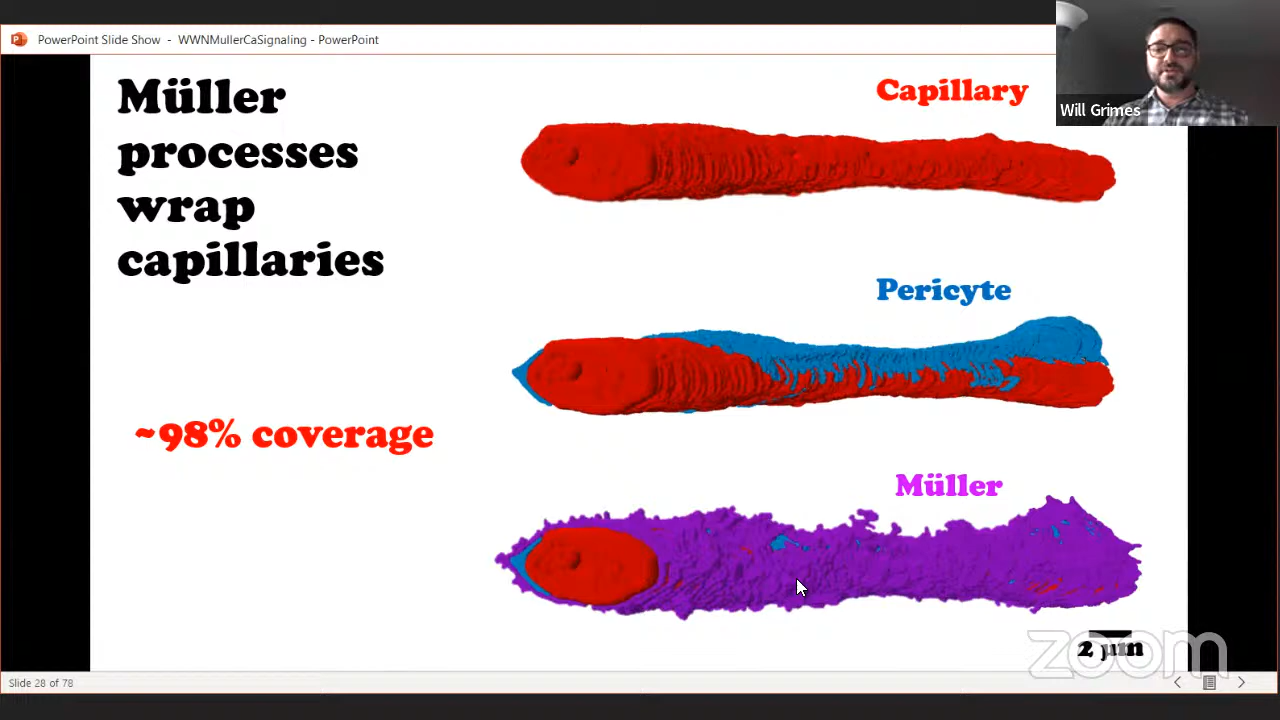 PowerPoint Slide Show - WWNMullerCaSignaling - PowerPoint
Will Grimes
Müller
processes
wrap
capillaries
Capillary
Pericyte
~98% coverage
Müller
2 µm
zoom
Slide 28 of 78